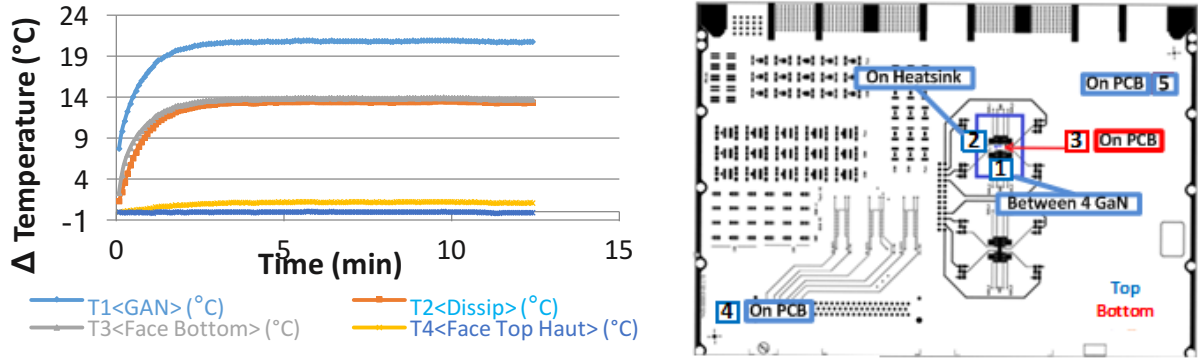 Δ Temperature (°C)
24
19
14
9
4
-1
0
5
10
15
Time (min)
T1<GAN> (°C)
T2<Dissip> (°C)
T3<Face Bottom> (°C)
T4<Face Top Haut> (°C)
On Heatsink
On PCB 5
2
3 On PCB
1
Between 4 GaN
4 On PCB
Top
Bottom